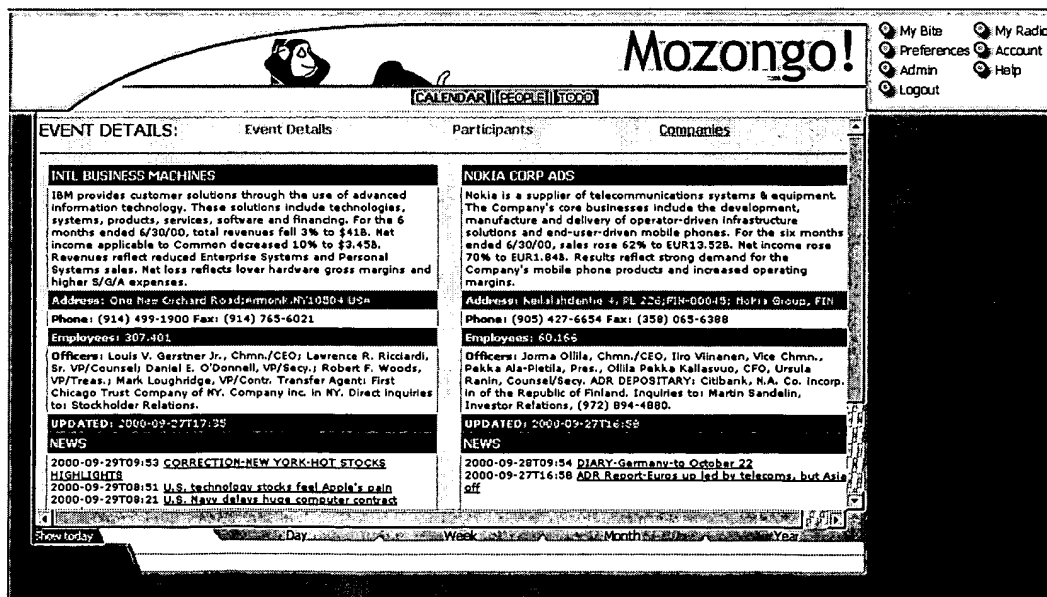 Mozongo!
My Bite
My Radio
Preferences
Account
Admin
Help
Logout
CALENDAR PEOPLE TODO
EVENT DETAILS:
Event Details
Participants
Companies
INTL BUSINESS MACHINES
IBM provides customer solutions through the use of advanced
information technology. These solutions include technologies,
systems, products, services, software and financing. For the 6
months ended 6/30/00, total revenues fell 3% to $41B. Net
income applicable to Common decreased 10% to $3.45B.
Revenues reflect reduced Enterprise Systems and Personal
Systems sales. Net loss reflects lower hardware gross margins and
higher S/G/A expenses.
Address: One New Orchard Road;Armonk,NY10504 USA
Phone: (914) 499-1900 Fax: (914) 765-6021
Employees: 307,401
Officers: Louis V. Gerstner Jr., Chmn./CEO; Lawrence R. Ricciardi,
Sr. VP/Counsel; Daniel E. O'Donnell, VP/Secy.; Robert F. Woods,
VP/Treas.; Mark Loughridge, VP/Contr. Transfer Agent: First
Chicago Trust Company of NY. Company Inc. in NY. Direct inquiries
to: Stockholder Relations.
UPDATED: 2000-09-27T17:35
NEWS
2000-09-29T09:53 CORRECTION-NEW YORK-HOT STOCKS
HIGHLIGHTS
2000-09-29T08:51 U.S. technology stocks feel Apple's pain
2000-09-29T08:21 U.S. Navy delays huge computer contract
NOKIA CORP ADS
Nokia is a supplier of telecommunications systems & equipment.
The Company's core businesses include the development,
manufacture and delivery of operator-driven infrastructure
solutions and end-user-driven mobile phones. For the six months
ended 6/30/00, sales rose 62% to EUR13.52B. Net income rose
70% to EUR1.84B. Results reflect strong demand for the
Company's mobile phone products and increased operating
margins.
Address: Keilalahdentie 4, PL 226;FIN-00045; Nokia Group, FIN
Phone: (905) 427-6654 Fax: (358) 065-6388
Employees: 60,166
Officers: Jorma Ollila, Chmn./CEO, Iiro Viinanen, Vice Chmn.,
Pekka Ala-Pietila, Pres., Ollila Pekka Kallasvuo, CFO, Ursula
Ranin, Counsel/Secy. ADR DEPOSITARY: Citibank, N.A. Co. incorp.
in of the Republic of Finland. Inquiries to: Martin Sandelin,
Investor Relations, (972) 894-4880.
UPDATED: 2000-09-27T16:58
NEWS
2000-09-28T09:54 DIARY-Germany-to October 22
2000-09-27T16:58 ADR Report-Euros up led by telecoms, but Asia
off
Show today
Day
Week
Month
Year